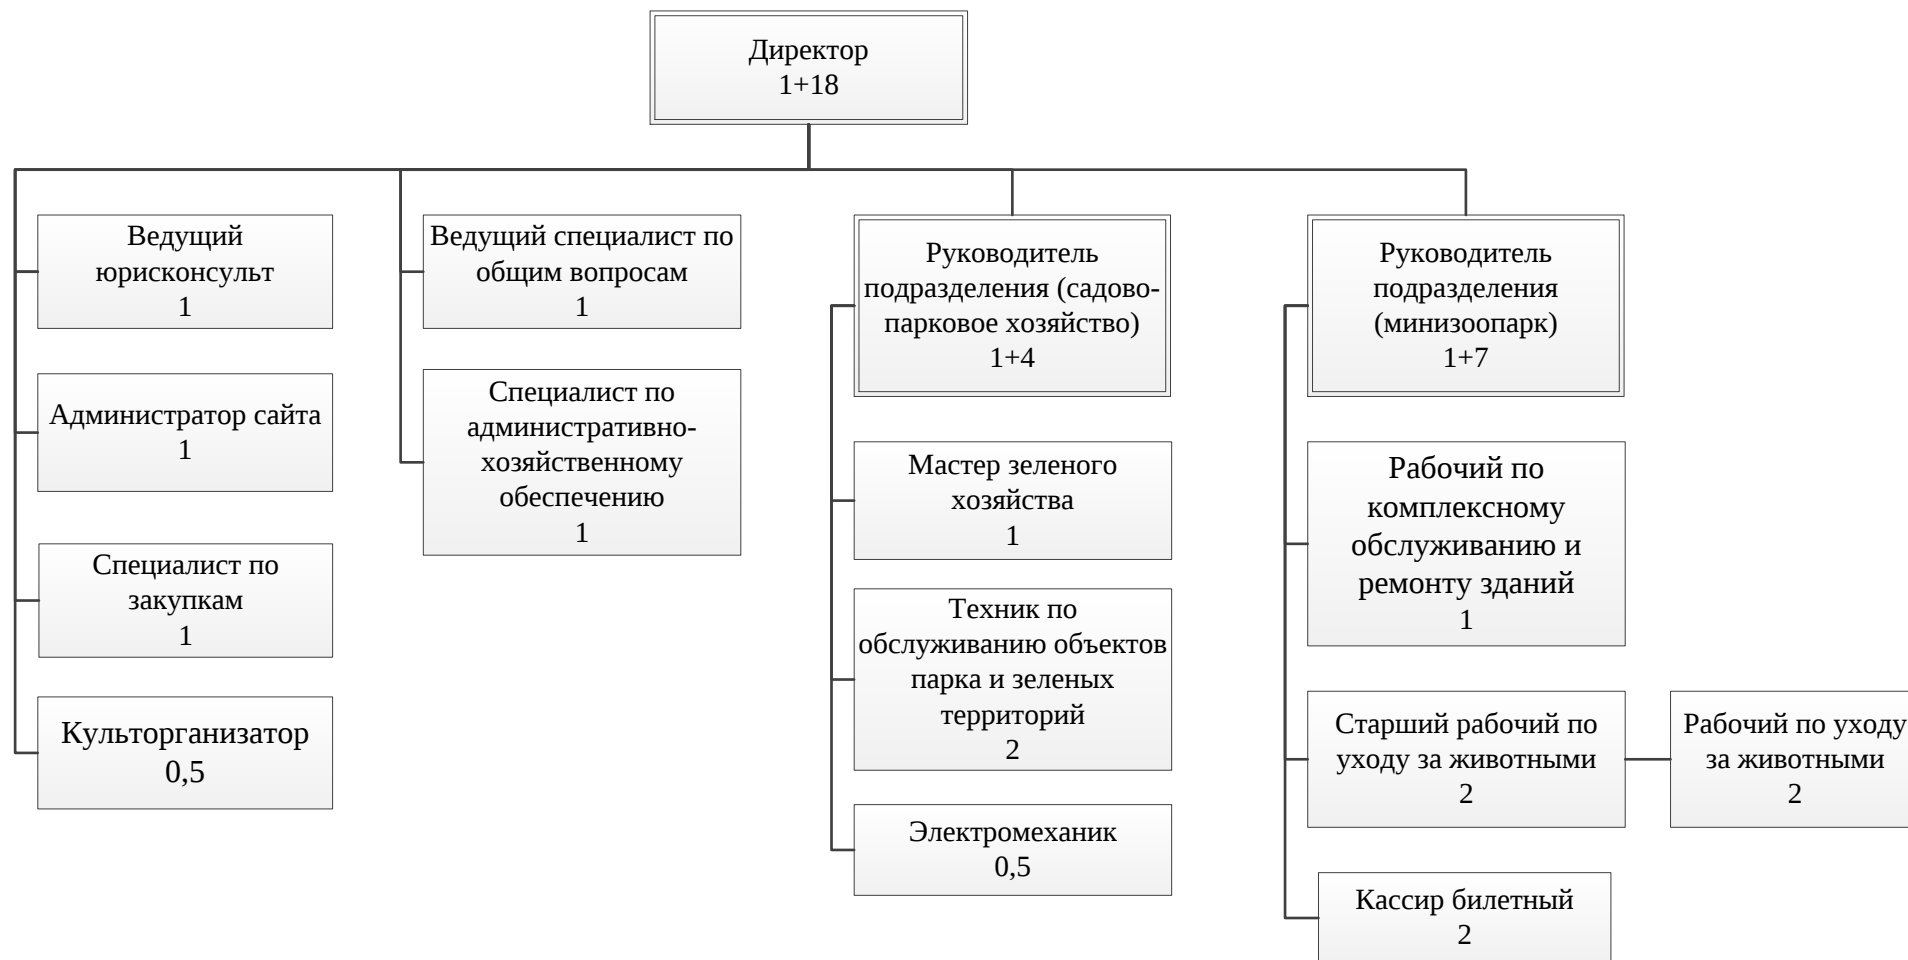 Директор
1+18
Ведущий
юрисконсульт
1
Администратор сайта
1
Специалист по
закупкам
1
Культорганизатор
0,5
Ведущий специалист по
общим вопросам
1
Специалист по
административно-
хозяйственному
обеспечению
1
Руководитель
подразделения (садово-
парковое хозяйство)
1+4
Мастер зеленого
хозяйства
1
Техник по
обслуживанию объектов
парка и зеленых
территорий
2
Электромеханик
0,5
Руководитель
подразделения
(минизоопарк)
1+7
Рабочий по
комплексному
обслуживанию и
ремонту зданий
1
Старший рабочий по
уходу за животными
2
Рабочий по уходу
за животными
2
Кассир билетный
2